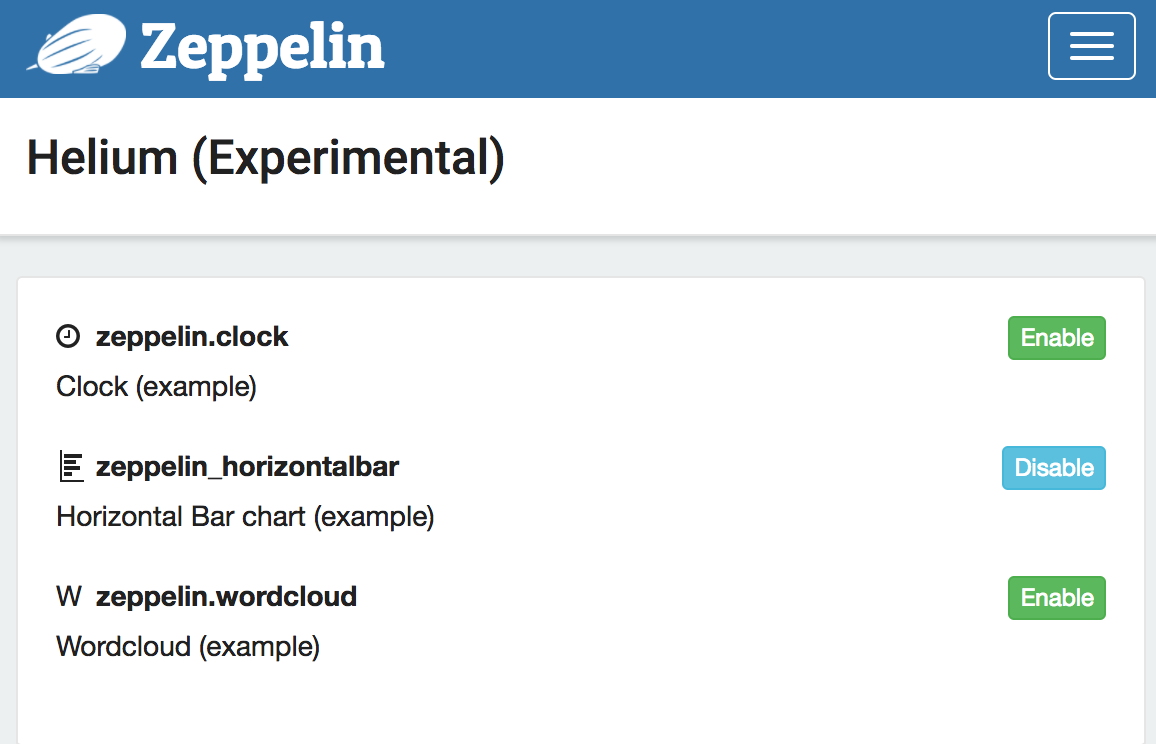 Zeppelin
Helium (Experimental)
zeppelin.clock
Enable
Clock (example)
zeppelin_horizontalbar
Disable
Horizontal Bar chart (example)
W zeppelin.wordcloud
Enable
Wordcloud (example)